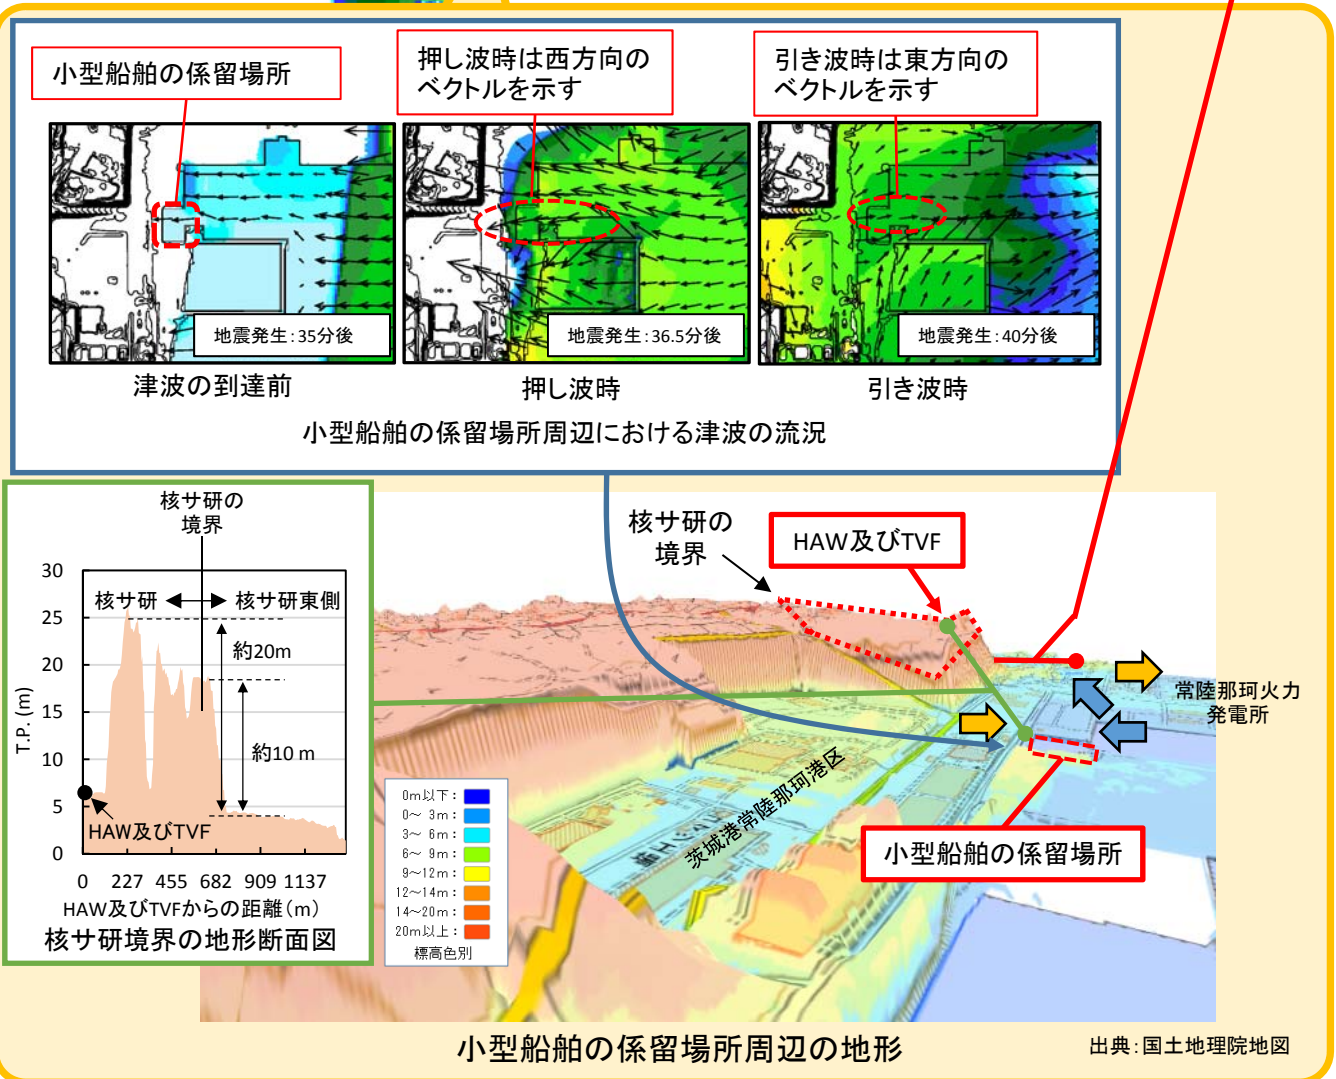 小型船舶の係留場所
押し波時は西方向の
ベクトルを示す
引き波時は東方向の
ベクトルを示す
地震発生:35分後
地震発生:36.5分後
地震発生:40分後
津波の到達前
押し波時
引き波時
小型船舶の係留場所周辺における津波の流況
核サ研の
境界
30
25
20
15
10
5
0
T.P. (m)
核サ研
核サ研東側
約20m
約10 m
HAW及びTVF
0 227 455 682 909 1137
HAW及びTVFからの距離(m)
核サ研境界の地形断面図
核サ研の
境界
HAW及びTVF
常陸那珂火力
発電所
茨城港常陸那珂港区
小型船舶の係留場所
0m以下:
0~ 3m:
3~ 6m:
6~ 9m:
9~12m:
12~14m:
14~20m:
20m以上:
標高色別
小型船舶の係留場所周辺の地形
出典:国土地理院地図